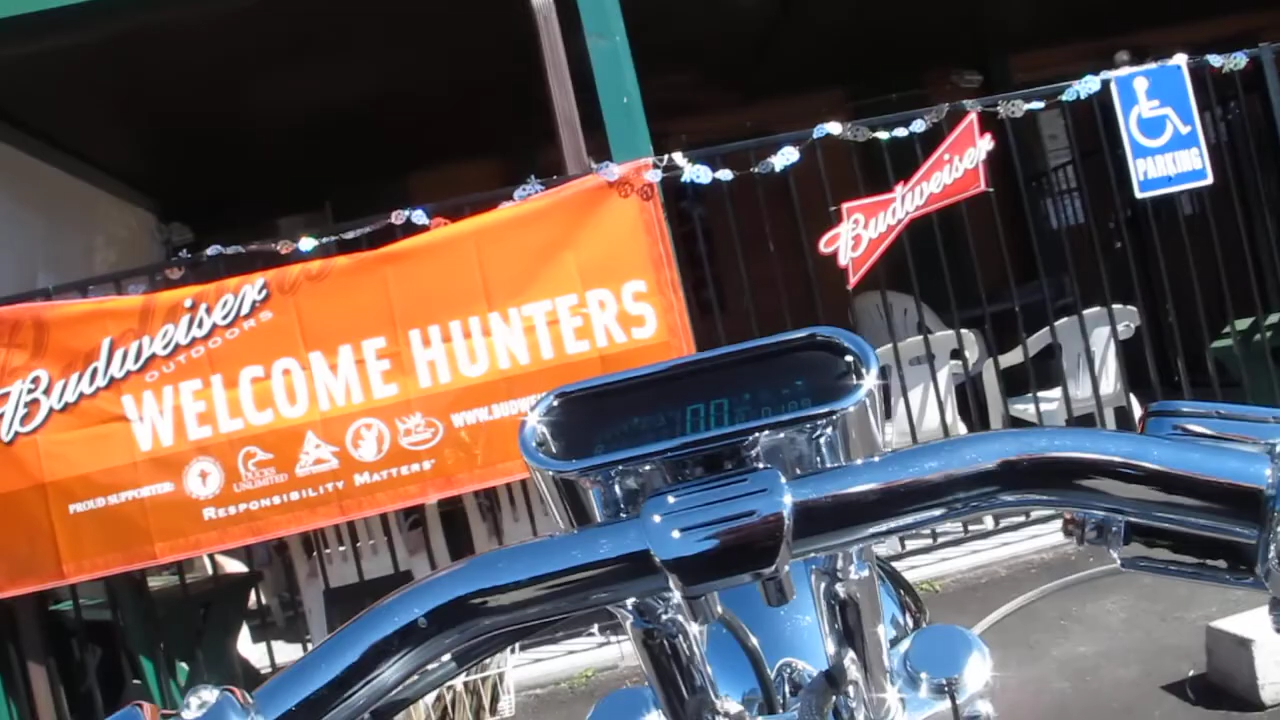 Budweiser
OUTDOORS
WELCOME HUNTERS
PROUD SUPPORTER:
DUCKS
UNLIMITED
RESPONSIBILITY MATTERS
Budweiser
PARKING
00